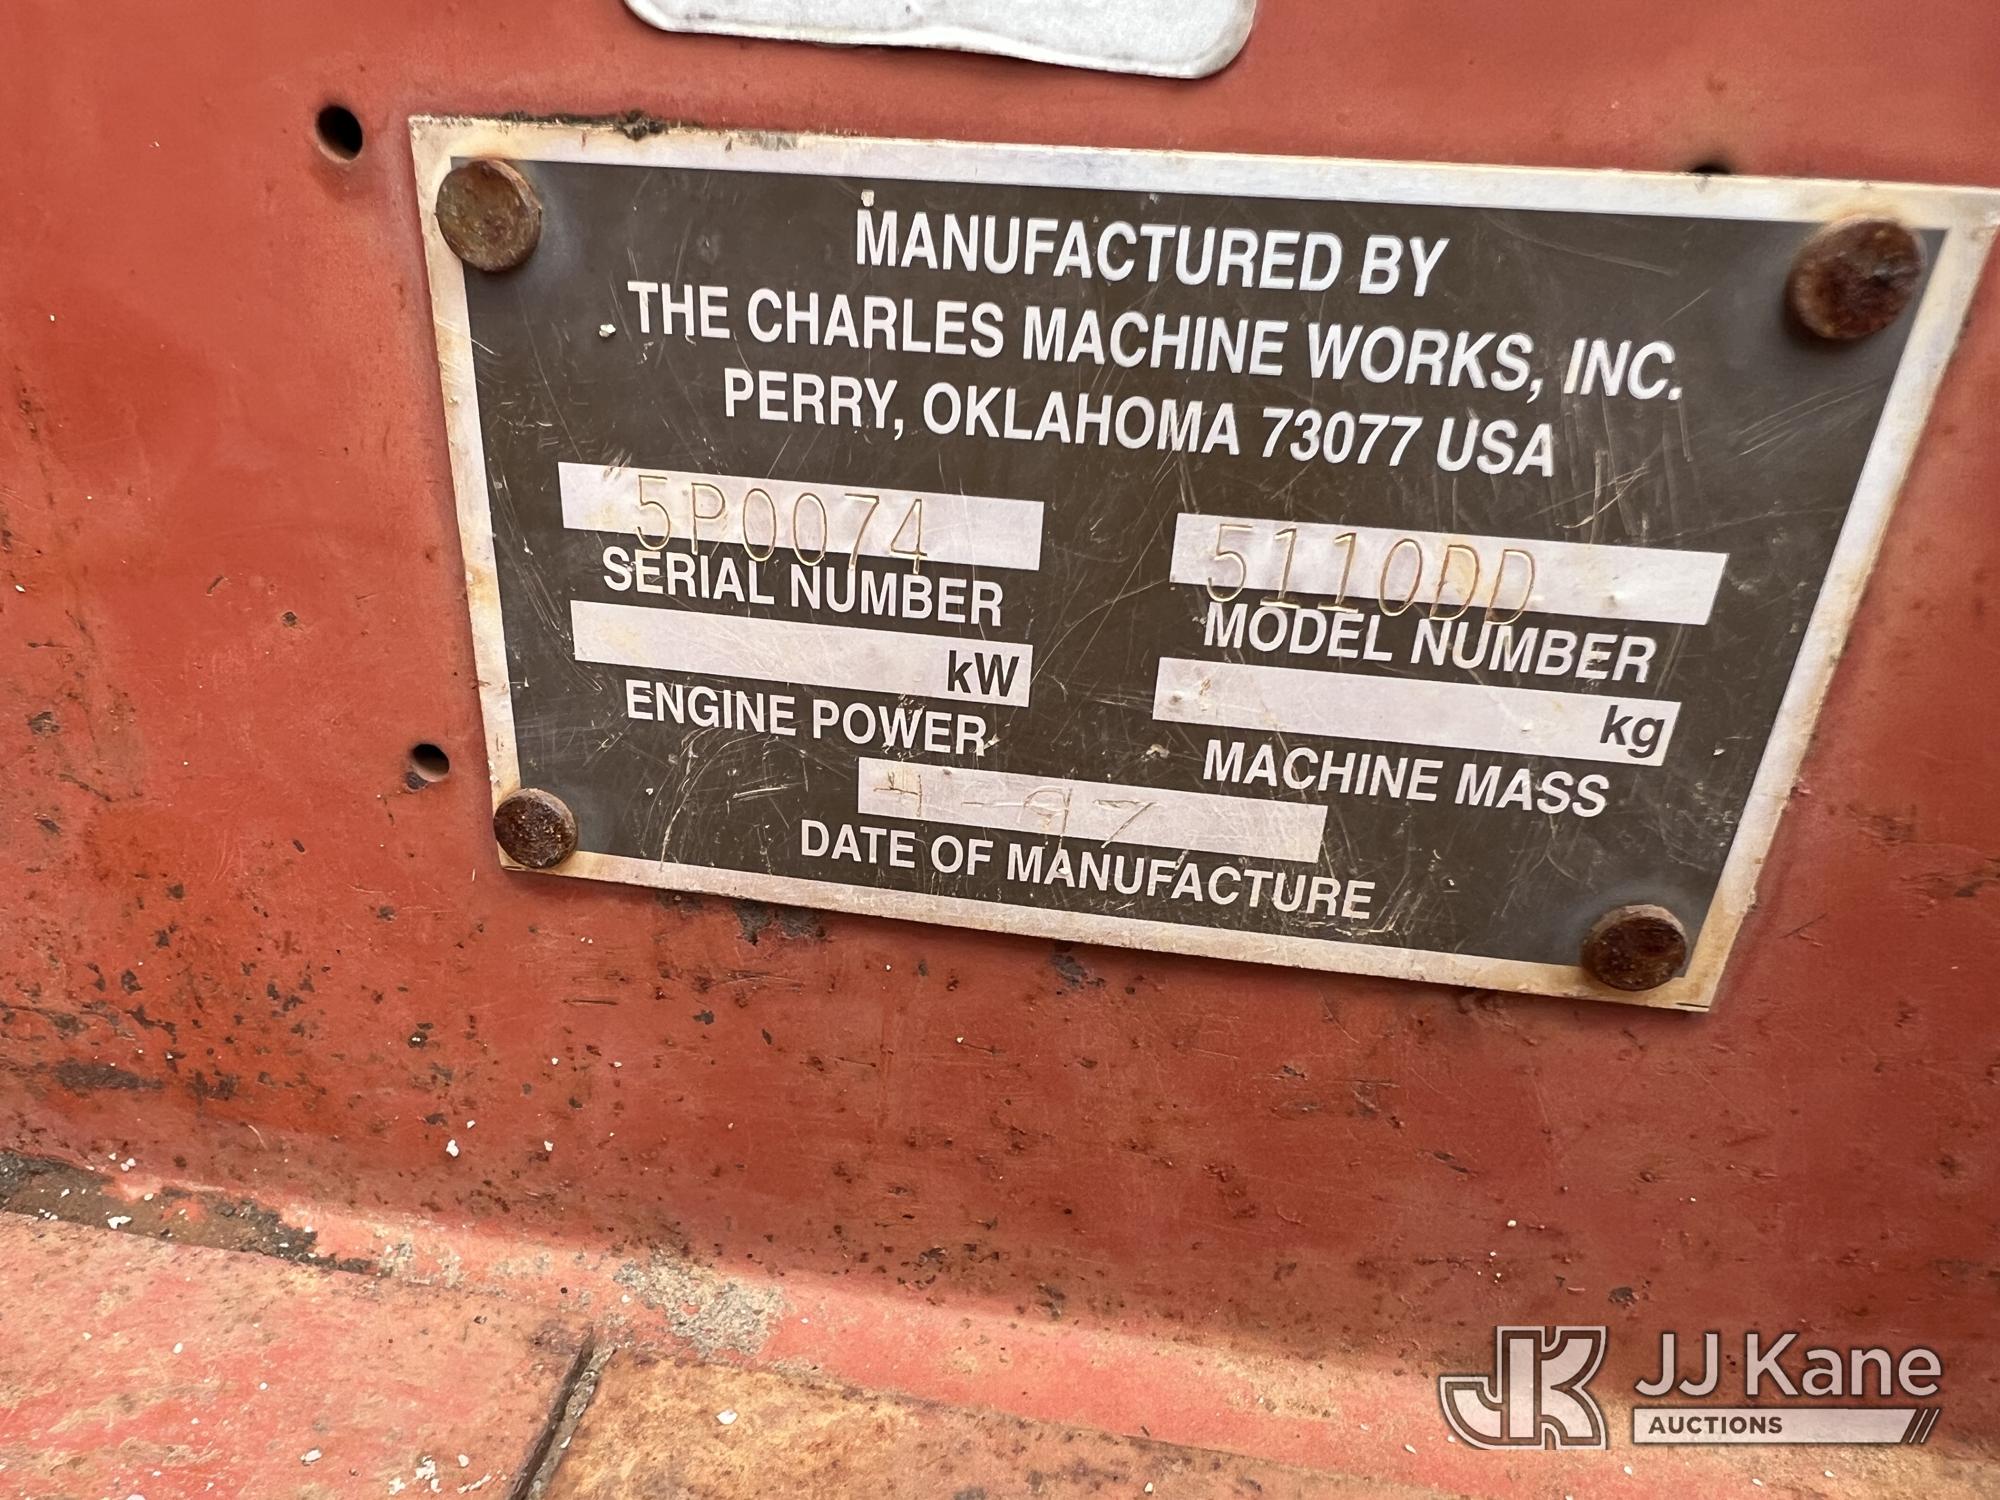 MANUFACTURED BY
THE CHARLES MACHINE WORKS, INC.
PERRY, OKLAHOMA 73077 USA
5P0074
SERIAL NUMBER
5110DD
MODEL NUMBER
kW
ENGINE POWER
kg
MACHINE MASS
4-97
DATE OF MANUFACTURE
JK
JJ Kane
AUCTIONS